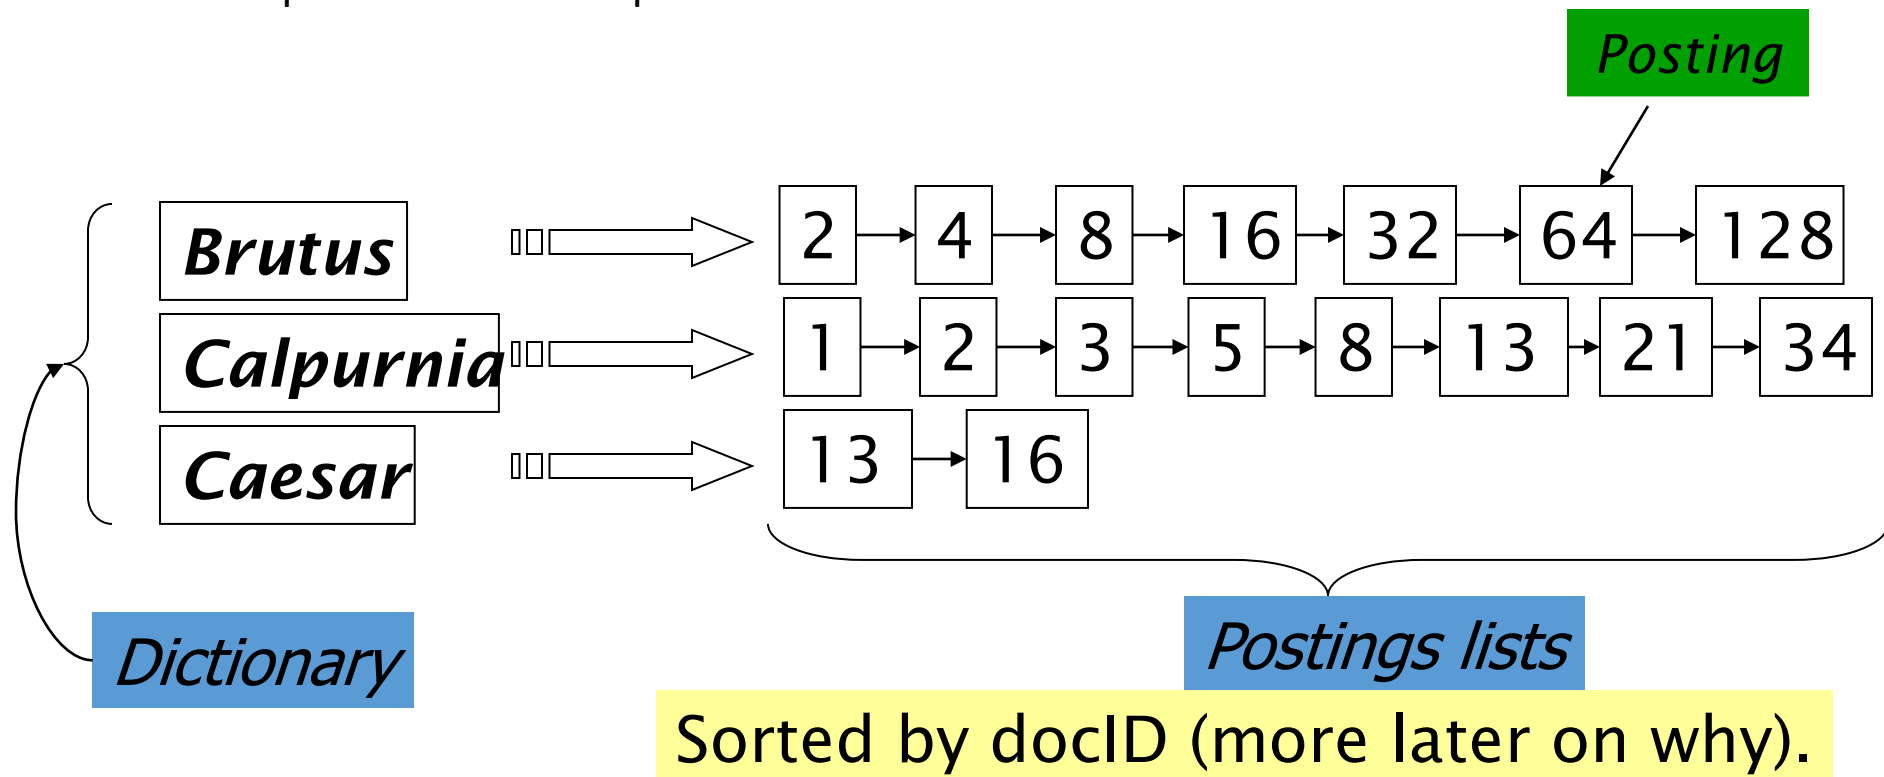 Posting
Brutus 2 4 8 16 32 64 128
Calpurnia 1 2 3 5 8 13 21 34
Caesar 13 16
Dictionary
Postings lists
Sorted by docID (more later on why).